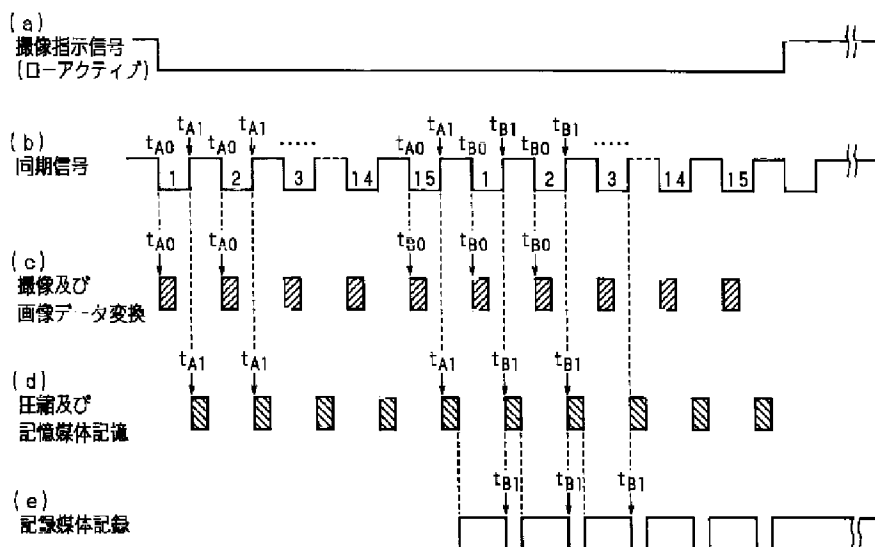 (a)
撮像指示信号
(ローアクティブ)
tA1 tA1 ..... tA1 tB1 tB1 .....
(b) tA0 tA0 tA0 tB0 tB0
同期信号
1 2 3 14 15 1 2 3 14 15
tA0 tA0 tB0 tB0 tB0
(c)
撮像及び
画像データ変換
tA1 tA1 tA1 tB1 tB1
(d)
圧縮及び
記憶媒体記憶
tB1 tB1 tB1
(e)
記録媒体記録